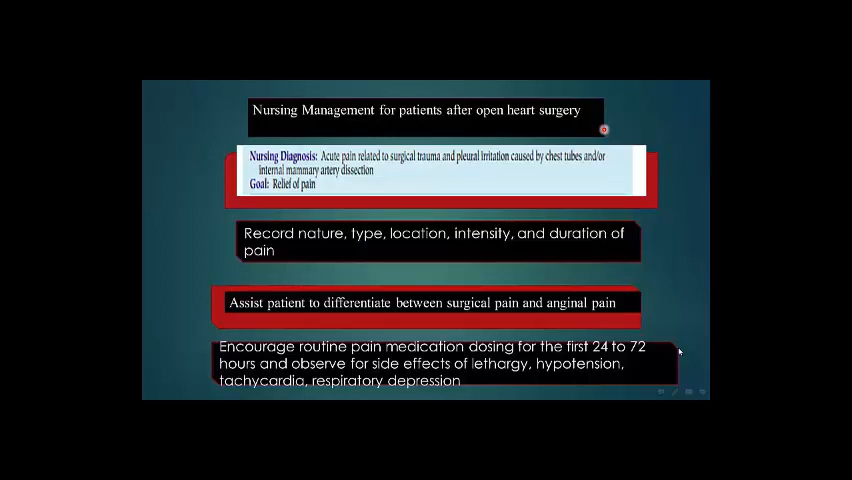 Nursing Management for patients after open heart surgery
Nursing Diagnosis: Acute pain related to surgical trauma and pleural irritation caused by chest tubes and/or
internal mammary artery dissection
Goal: Relief of pain
Record nature, type, location, intensity, and duration of
pain
Assist patient to differentiate between surgical pain and anginal pain
Encourage routine pain medication dosing for the first 24 to 72
hours and observe for side effects of lethargy, hypotension,
tachycardia, respiratory depression